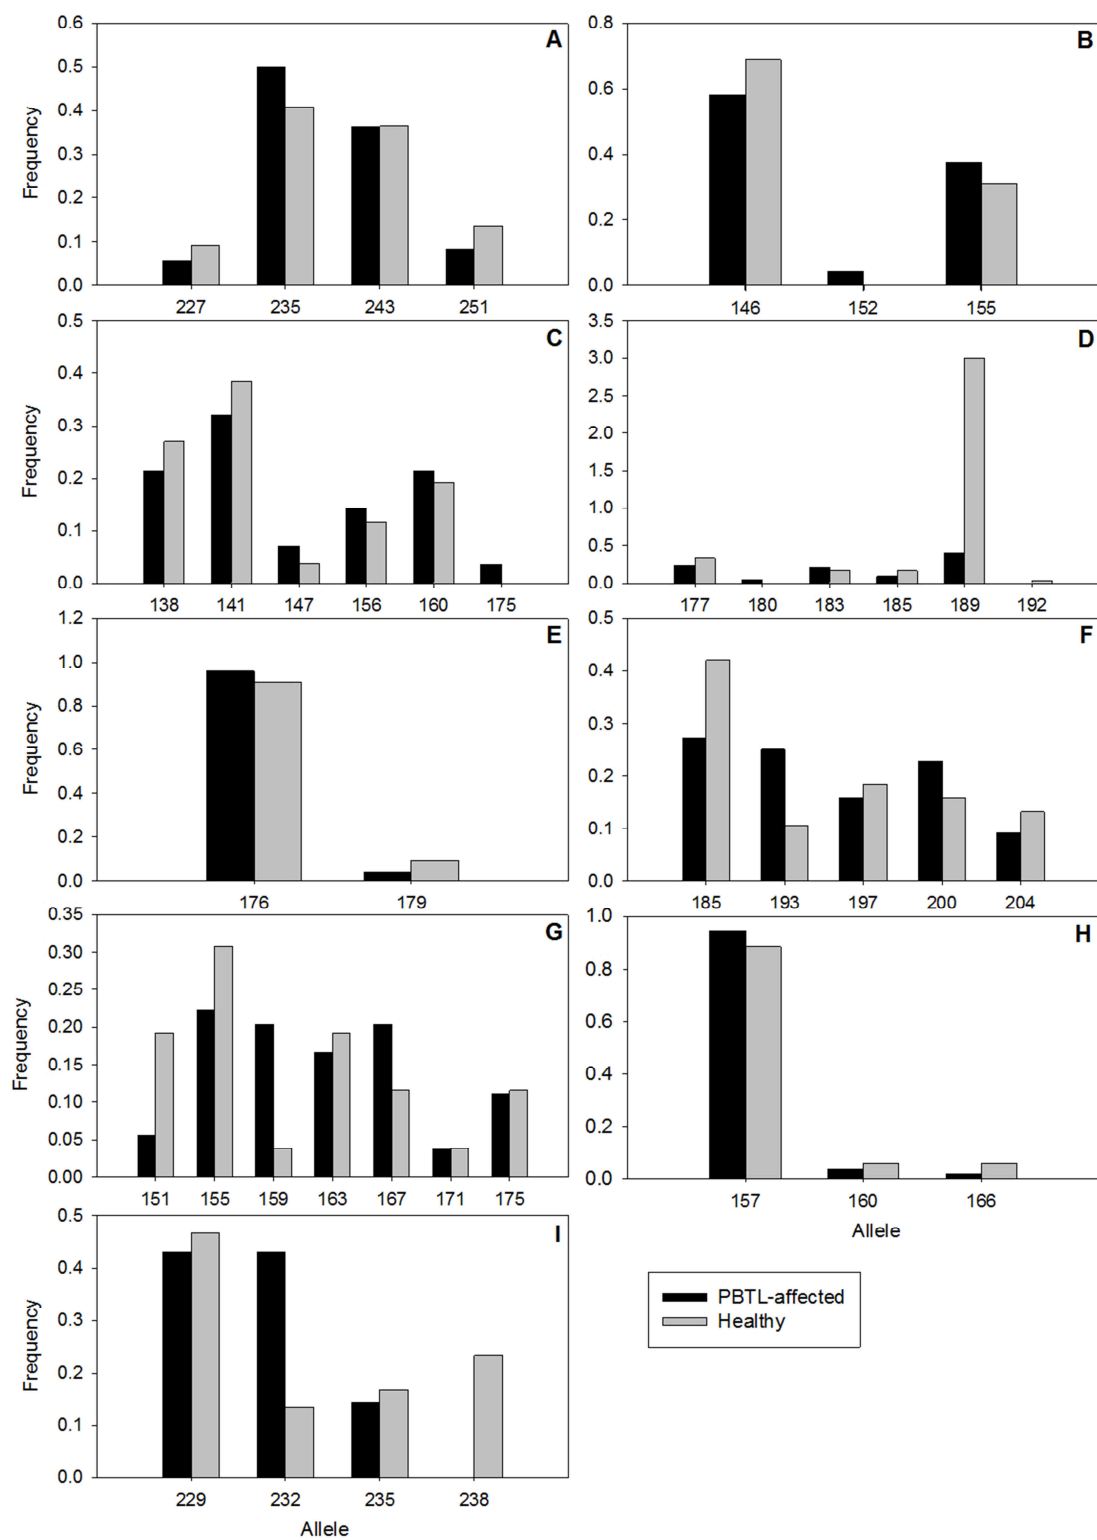 A
Frequency
0.6
0.5
0.4
0.3
0.2
0.1
0.0
227 235 243 251
B
0.8
0.6
0.4
0.2
0.0
146 152 155
C
Frequency
0.5
0.4
0.3
0.2
0.1
0.0
138 141 147 156 160 175
D
3.5
3.0
2.5
2.0
1.5
1.0
0.5
0.0
177 180 183 185 189 192
E
Frequency
1.2
1.0
0.8
0.6
0.4
0.2
0.0
176 179
F
0.5
0.4
0.3
0.2
0.1
0.0
185 193 197 200 204
G
Frequency
0.35
0.30
0.25
0.20
0.15
0.10
0.05
0.00
151 155 159 163 167 171 175
H
1.0
0.8
0.6
0.4
0.2
0.0
157 160 166
Allele
I
Frequency
0.5
0.4
0.3
0.2
0.1
0.0
229 232 235 238
Allele
PBTL-affected
Healthy